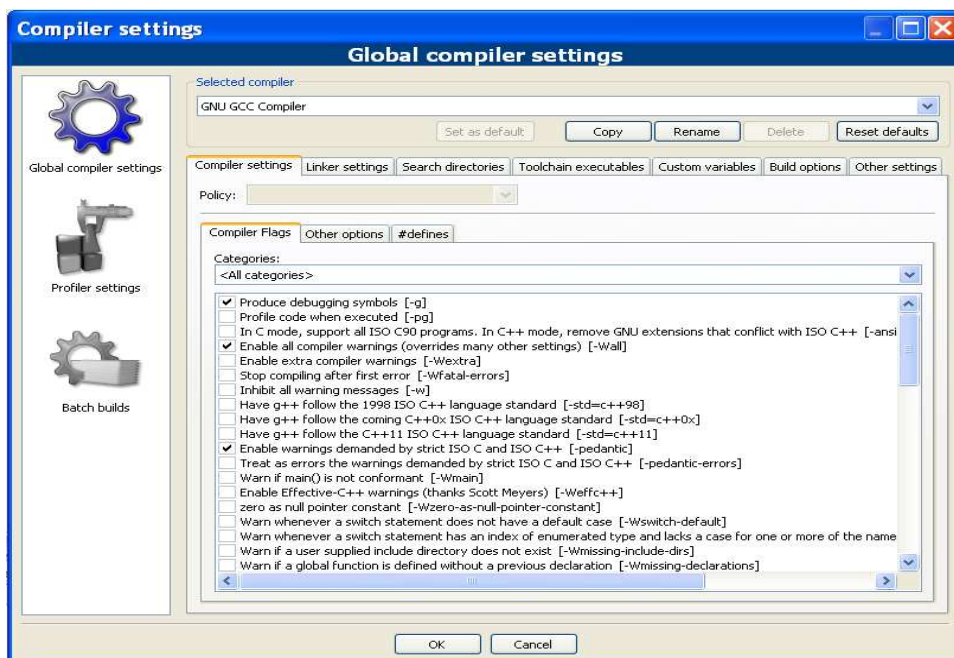 Compiler settings
Global compiler settings
Global compiler settings
Profiler settings
Batch builds
Selected compiler
GNU GCC Compiler
Set as default Copy Rename Delete Reset defaults
Compiler settings Linker settings Search directories Toolchain executables Custom variables Build options Other settings
Policy:
Compiler Flags Other options #defines
Categories:
<All categories>
Produce debugging symbols [-g]
Profile code when executed [-pg]
In C mode, support all ISO C90 programs. In C++ mode, remove GNU extensions that conflict with ISO C++ [-ansi
Enable all compiler warnings (overrides many other settings) [-Wall]
Enable extra compiler warnings [-Wextra]
Stop compiling after first error [-Wfatal-errors]
Inhibit all warning messages [-w]
Have g++ follow the 1998 ISO C++ language standard [-std=c++98]
Have g++ follow the coming C++0x ISO C++ language standard [-std=c++0x]
Have g++ follow the C++11 ISO C++ language standard [-std=c++11]
Enable warnings demanded by strict ISO C and ISO C++ [-pedantic]
Treat as errors the warnings demanded by strict ISO C and ISO C++ [-pedantic-errors]
Warn if main() is not conformant [-Wmain]
Enable Effective-C++ warnings (thanks Scott Meyers) [-Weffc++]
zero as null pointer constant [-Wzero-as-null-pointer-constant]
Warn whenever a switch statement does not have a default case [-Wswitch-default]
Warn whenever a switch statement has an index of enumerated type and lacks a case for one or more of the name
Warn if a user supplied include directory does not exist [-Wmissing-include-dirs]
Warn if a global function is defined without a previous declaration [-Wmissing-declarations]
OK Cancel